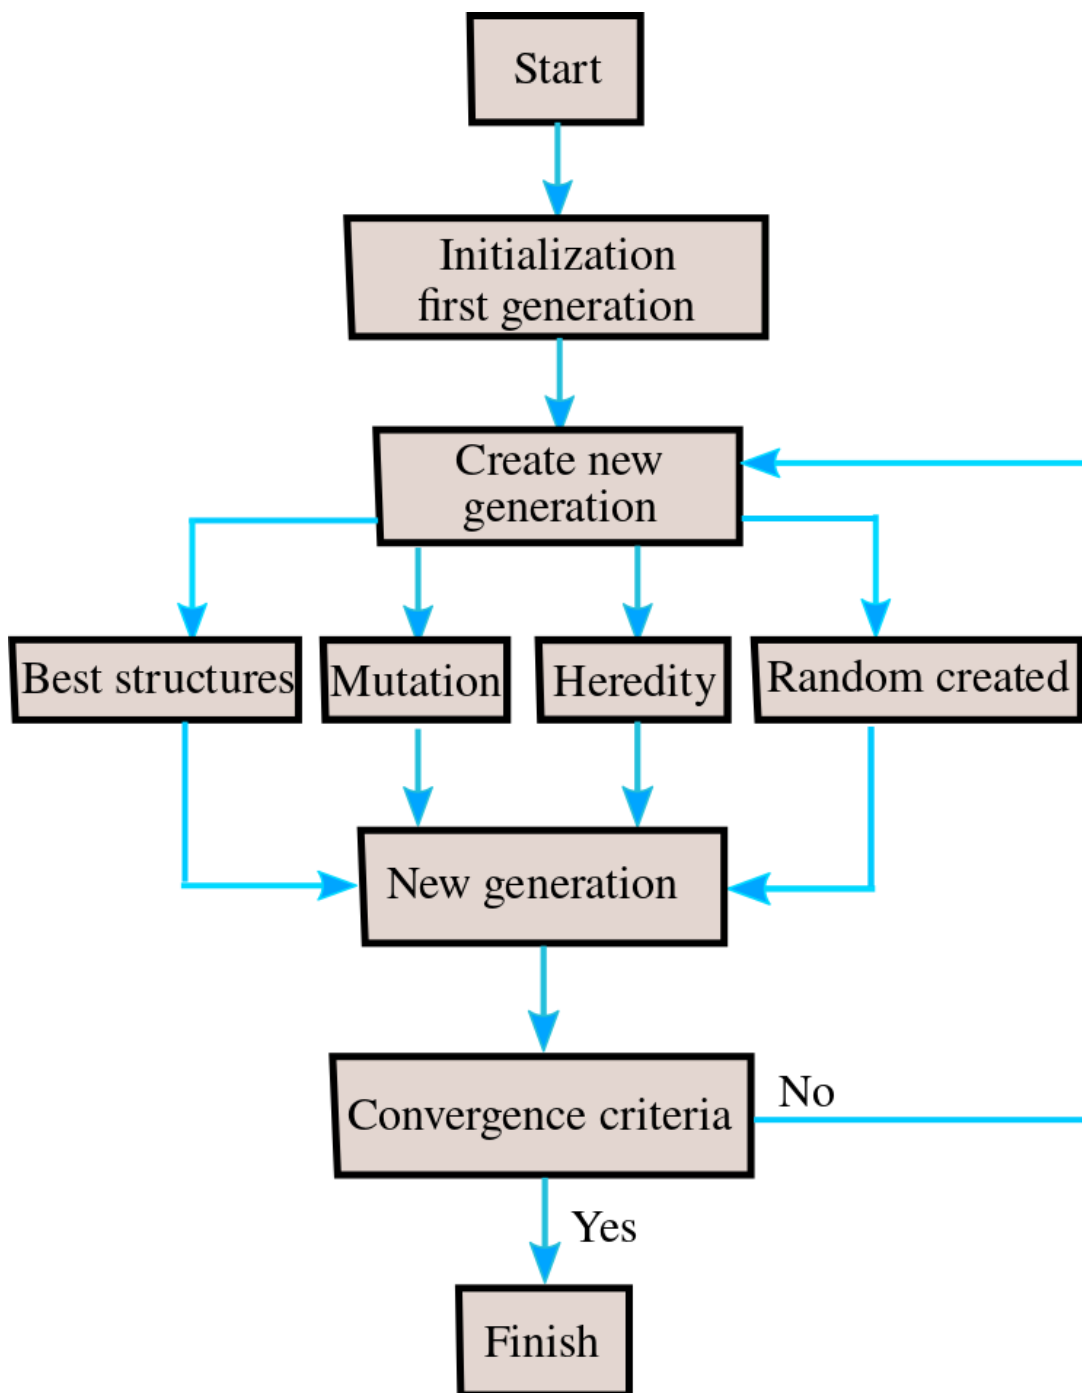 Start
Initialization
first generation
Create new
generation
Best structures
Mutation
Heredity
Random created
New generation
Convergence criteria
No
Yes
Finish